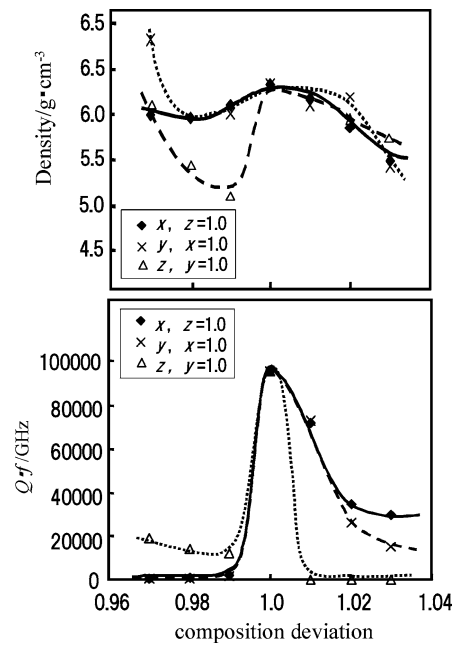 6.5
6.5
6.0
5.5
5.0
4.5
Density/g·cm-3
x, z=1.0
y, x=1.0
z, y=1.0
x, z=1.0
y, x=1.0
z, y=1.0
100000
80000
60000
40000
20000
0
Q·f/GHz
0.96 0.98 1.0 1.02 1.04
composition deviation